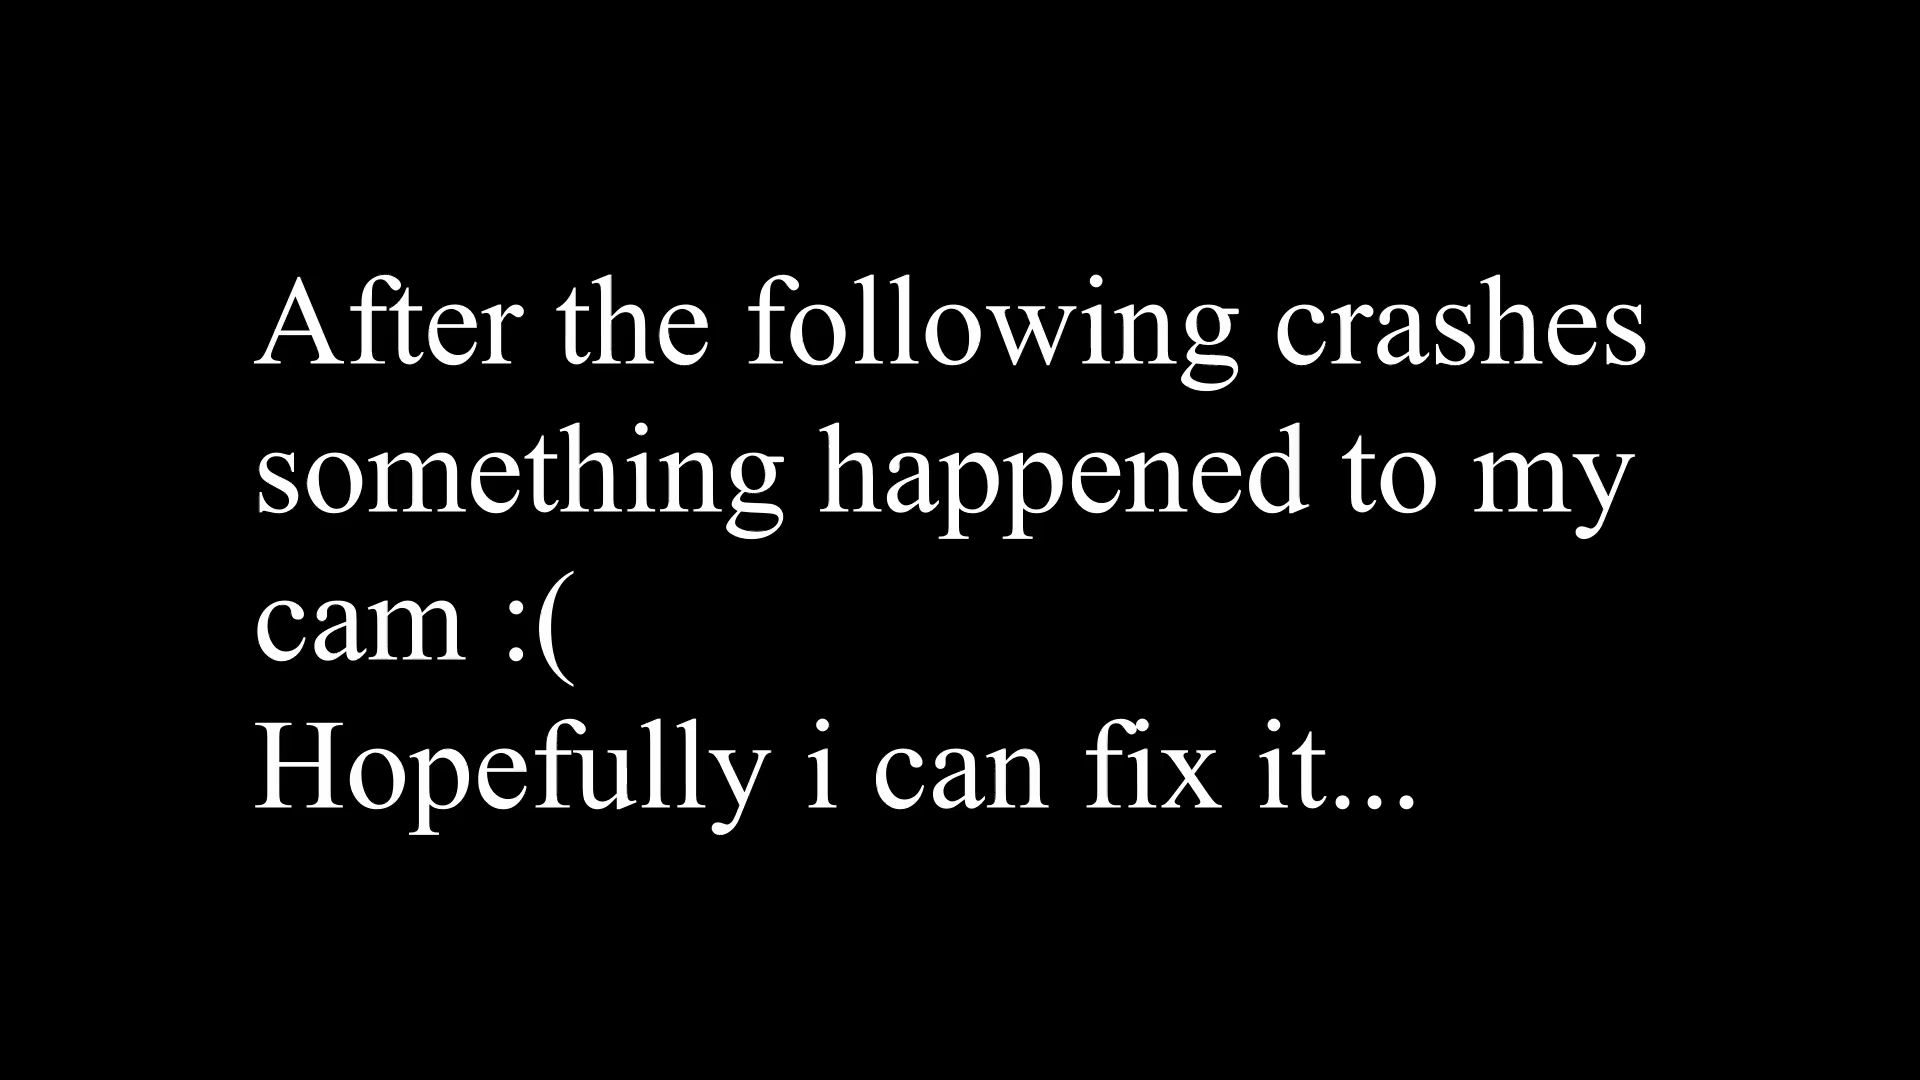 After the following crashes
something happened to my
cam :(
Hopefully i can fix it...